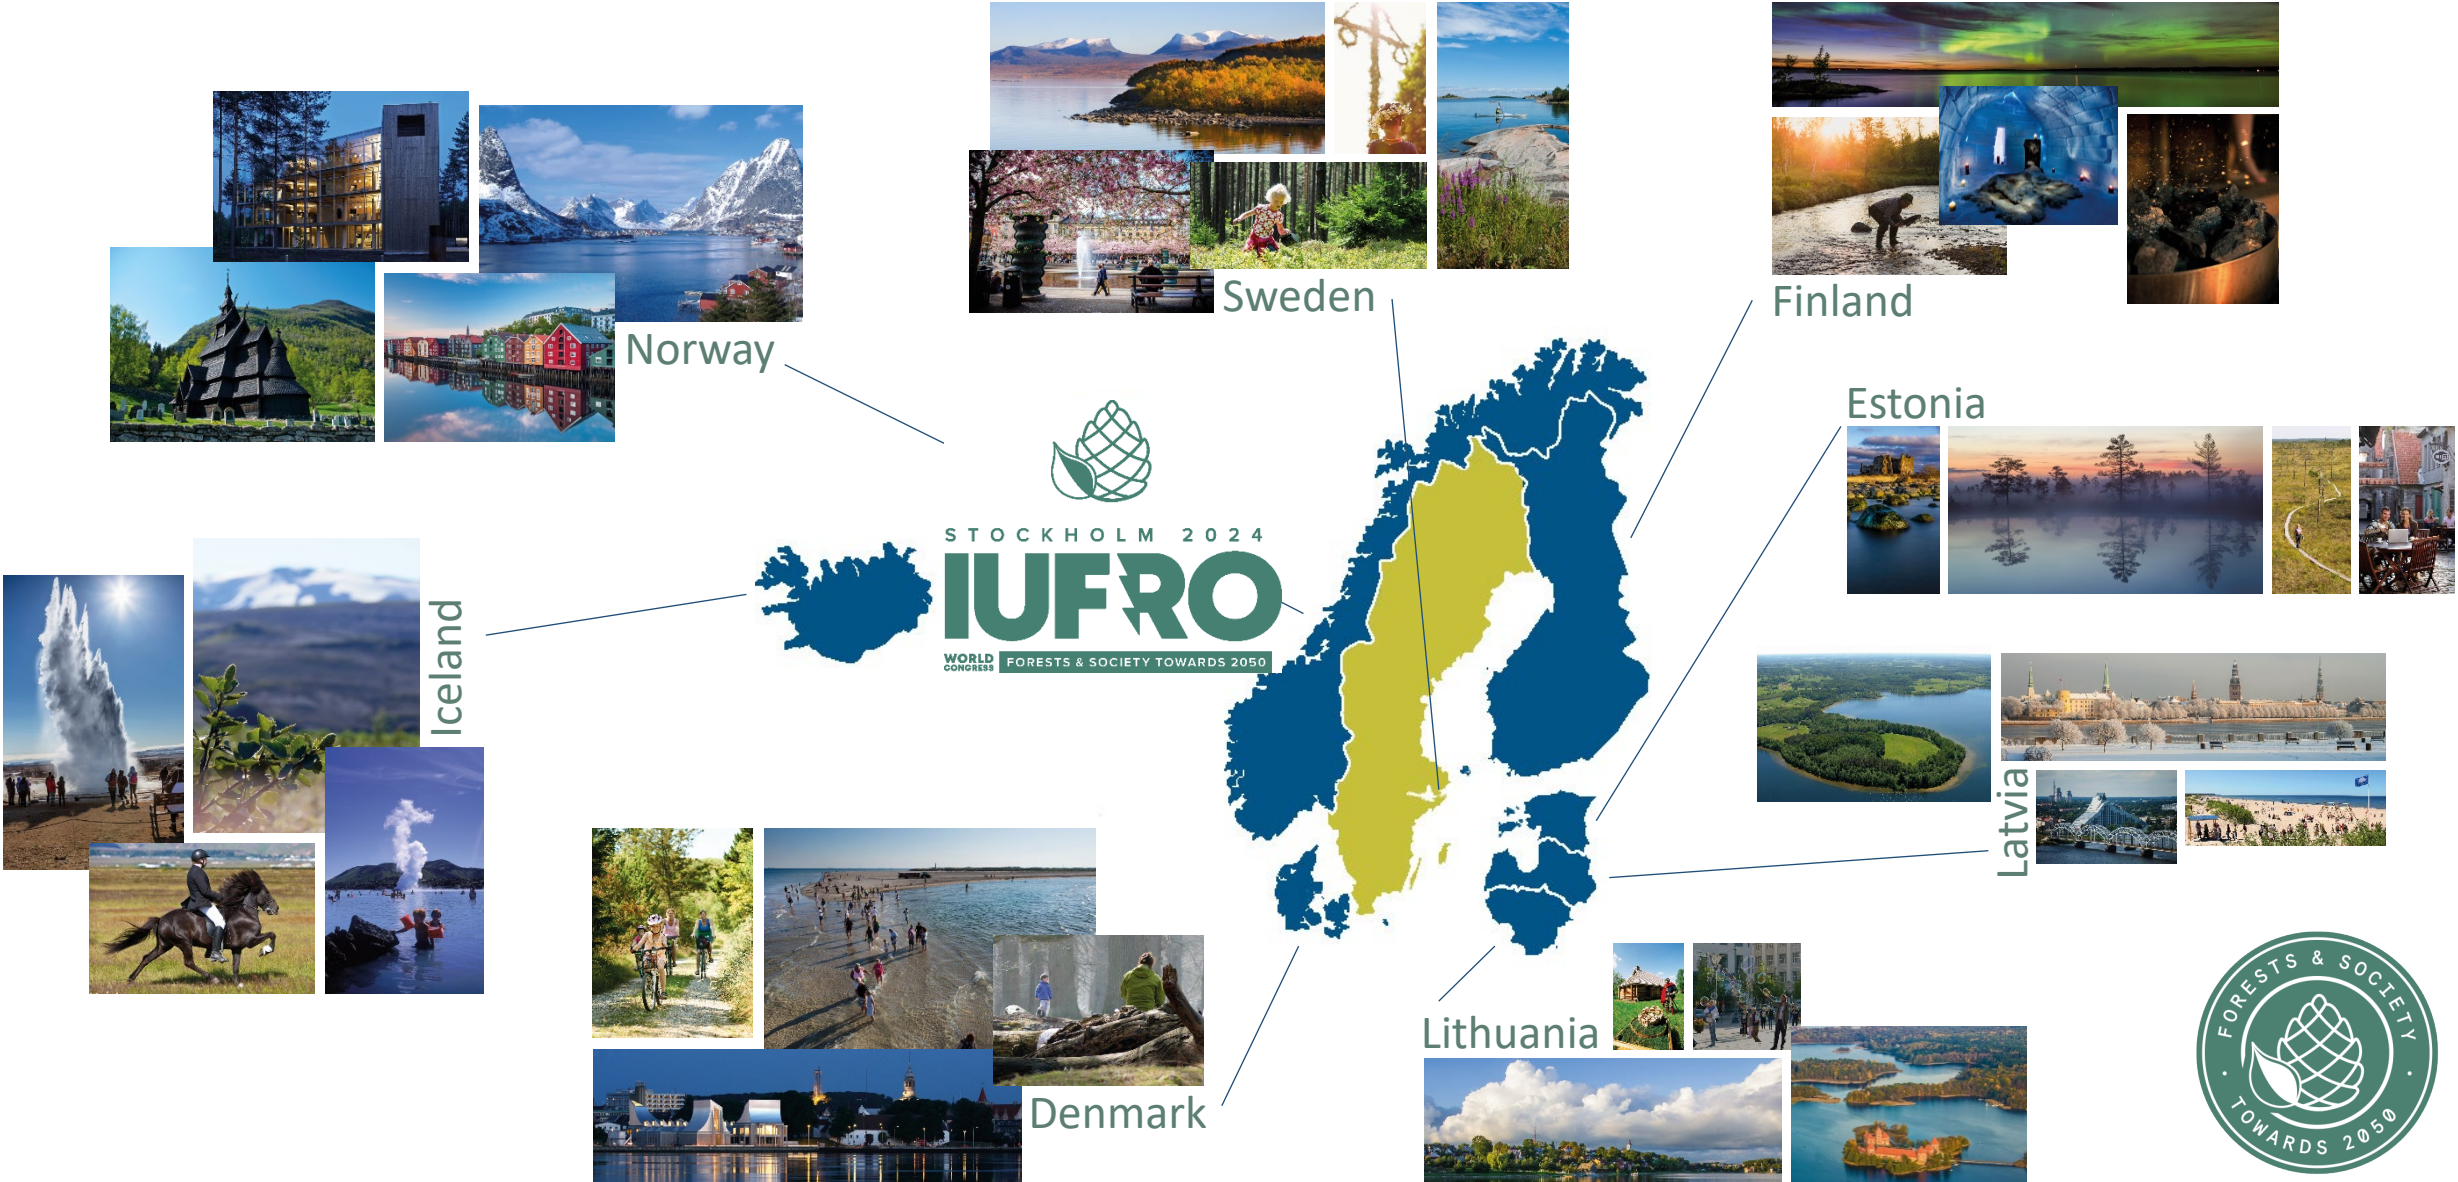 Norway
Sweden
Finland
Estonia
STOCKHOLM 2024
IUFRO
WORLD
CONGRESS
FORESTS & SOCIETY TOWARDS 2050
Iceland
Latvia
Lithuania
Denmark
FORESTS & SOCIETY
· TOWARDS 2050 ·